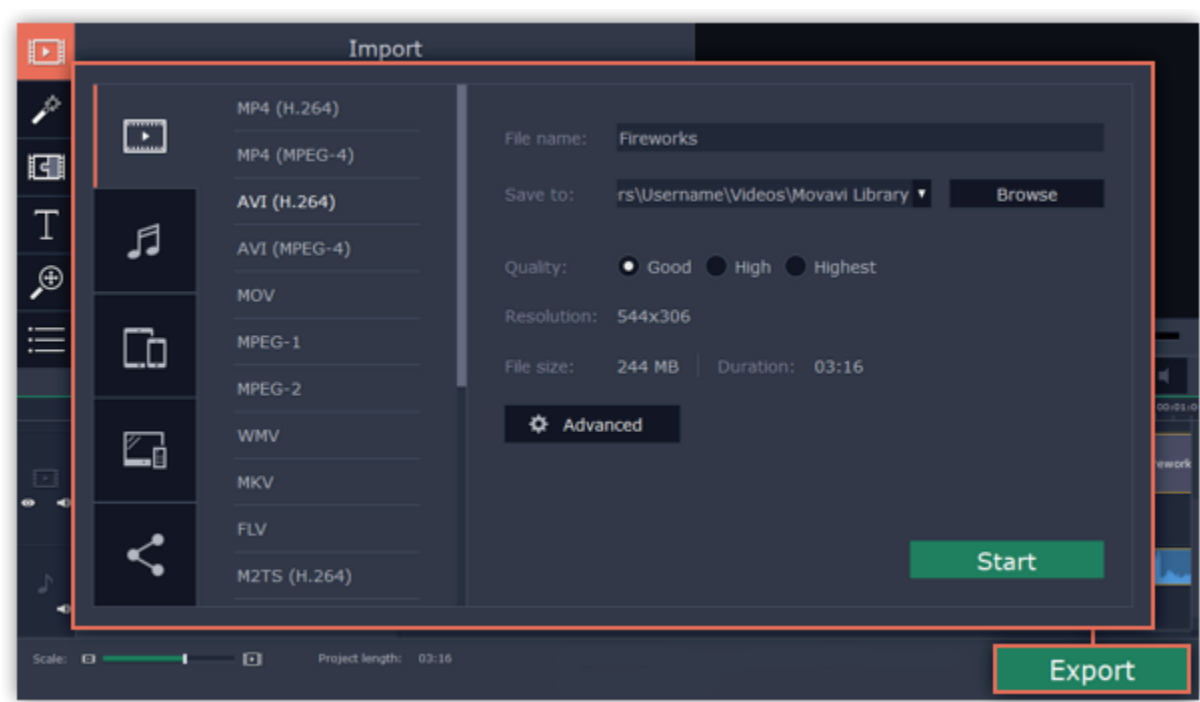 Import
MP4 (H.264)
MP4 (MPEG-4)
AVI (H.264)
AVI (MPEG-4)
MOV
MPEG-1
MPEG-2
WMV
MKV
FLV
M2TS (H.264)
File name: Fireworks
Save to: rs\Username\Videos\Movavi Library Browse
Quality: Good High Highest
Resolution: 544x306
File size: 244 MB Duration: 03:16
Advanced
Start
T
Scale: Project length: 03:16
Export